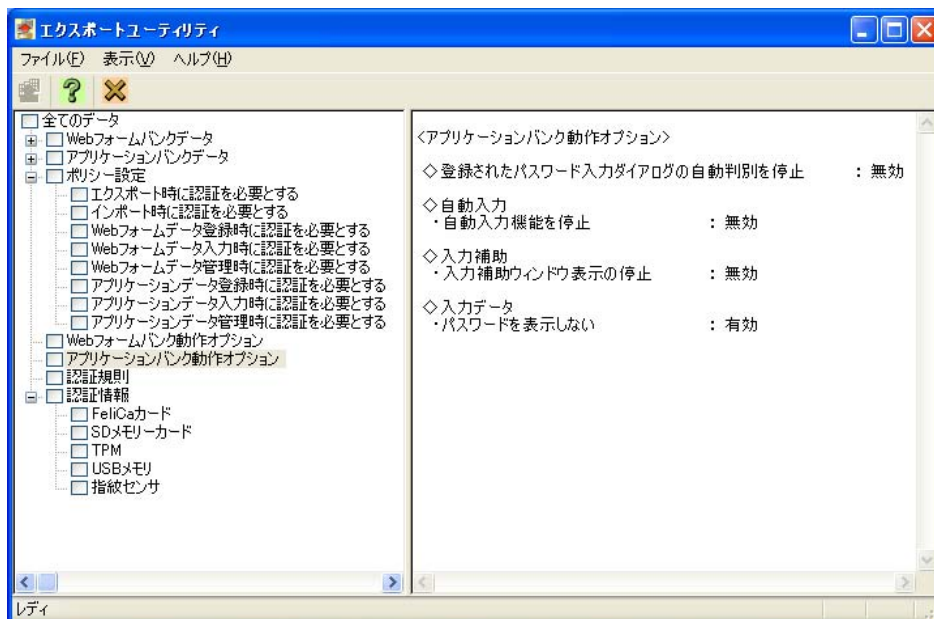 エクスポートユーティリティ
ファイル(F) 表示(V) ヘルプ(H)
全てのデータ
Webフォームバンクデータ
アプリケーションバンクデータ
ポリシー設定
エクスポート時に認証を必要とする
インポート時に認証を必要とする
Webフォームデータ登録時に認証を必要とする
Webフォームデータ入力時に認証を必要とする
Webフォームデータ管理時に認証を必要とする
アプリケーションデータ登録時に認証を必要とする
アプリケーションデータ入力時に認証を必要とする
アプリケーションデータ管理時に認証を必要とする
Webフォームバンク動作オプション
アプリケーションバンク動作オプション
認証規則
認証情報
FeliCaカード
SDメモリーカード
TPM
USBメモリ
指紋センサ
<アプリケーションバンク動作オプション>
◇登録されたパスワード入力ダイアログの自動判別を停止 : 無効
◇自動入力
・自動入力機能を停止 : 無効
◇入力補助
・入力補助ウィンドウ表示の停止 : 無効
◇入力データ
・パスワードを表示しない : 有効
レディ